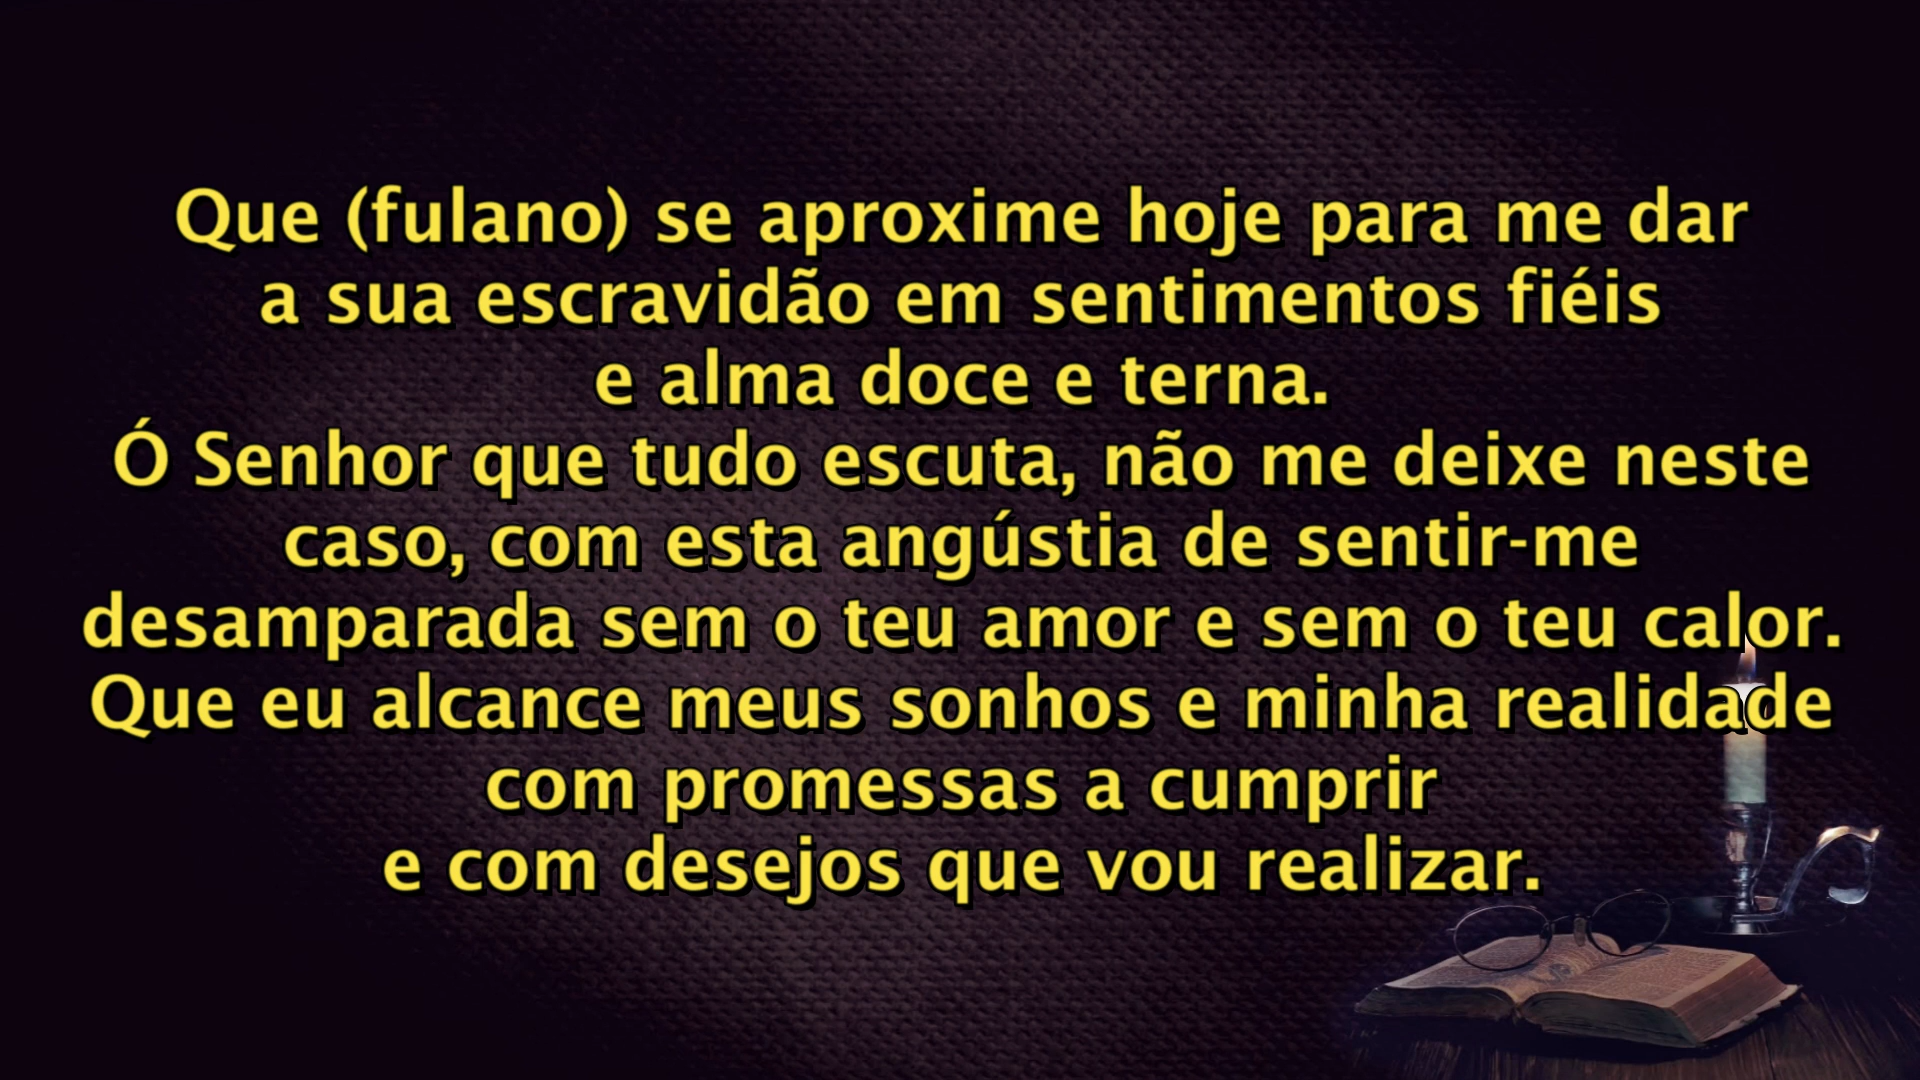 Que (fulano) se aproxime hoje para me dar
a sua escravidão em sentimentos fiéis
e alma doce e terna.
Ó Senhor que tudo escuta, não me deixe neste
caso, com esta angústia de sentir-me
desamparada sem o teu amor e sem o teu calor.
Que eu alcance meus sonhos e minha realidade
com promessas a cumprir
e com desejos que vou realizar.